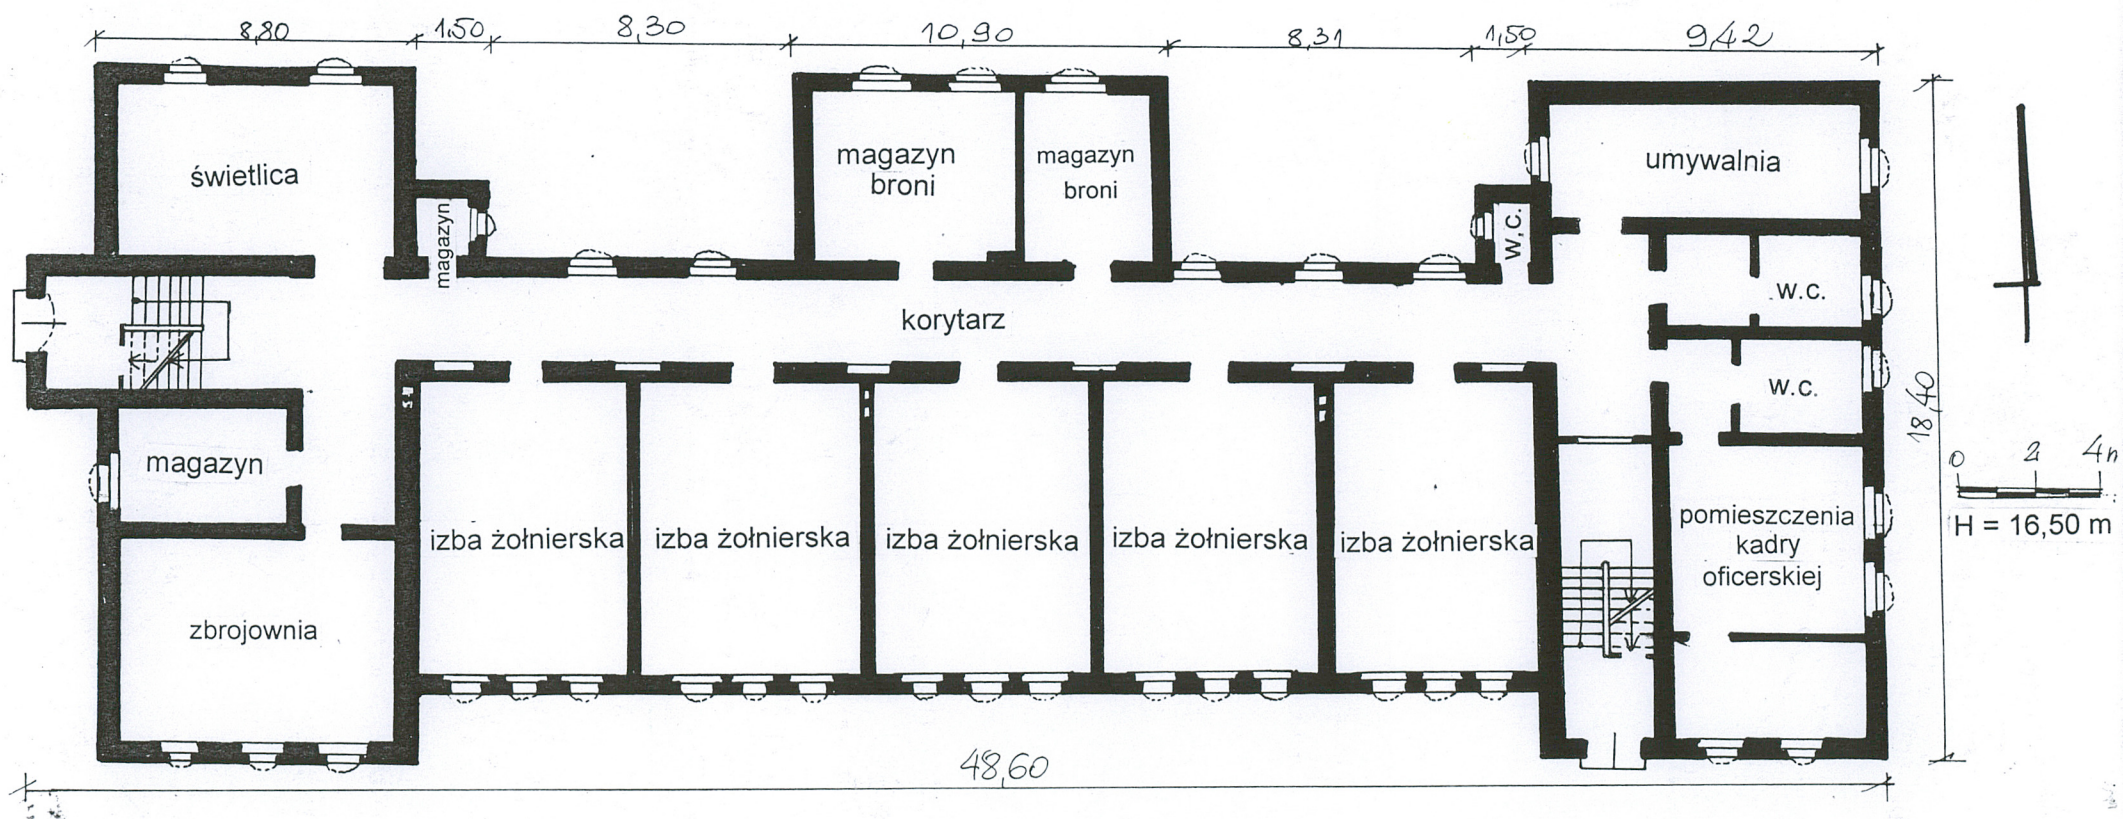 8,80 1,50 8,30 10,90 8,31 1,50 9,42
świetlica
magazyn
magazyn
broni
magazyn
broni
w.c.
umywalnia
w.c.
korytarz
w.c.
18,40
magazyn
0 2 4m
H = 16,50 m
izba żołnierska izba żołnierska izba żołnierska izba żołnierska izba żołnierska
pomieszczenia
kadry
oficerskiej
zbrojownia
48,60